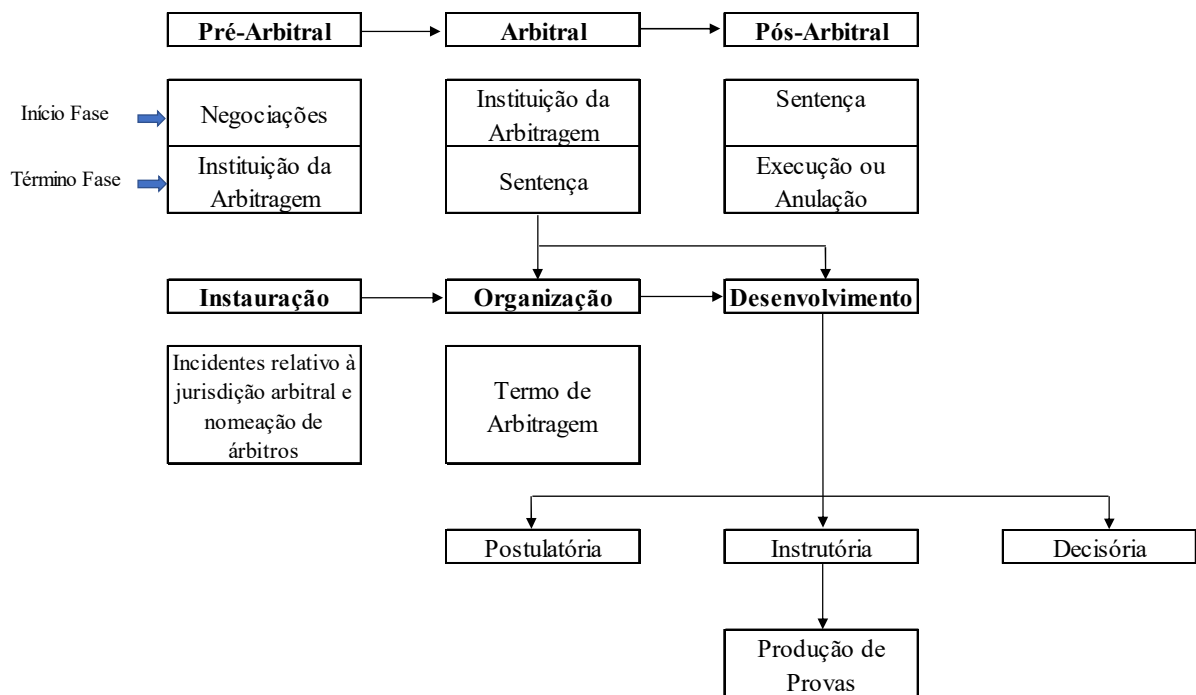 Pré-Arbitral
Arbitral
Pós-Arbitral
Início Fase
Negociações
Instituição da
Arbitragem
Sentença
Término Fase
Instituição da
Arbitragem
Sentença
Execução ou
Anulação
Instauração
Organização
Desenvolvimento
Incidentes relativo à
jurisdição arbitral e
nomeação de
árbitros
Termo de
Arbitragem
Postulatória
Instrutória
Decisória
Produção de
Provas